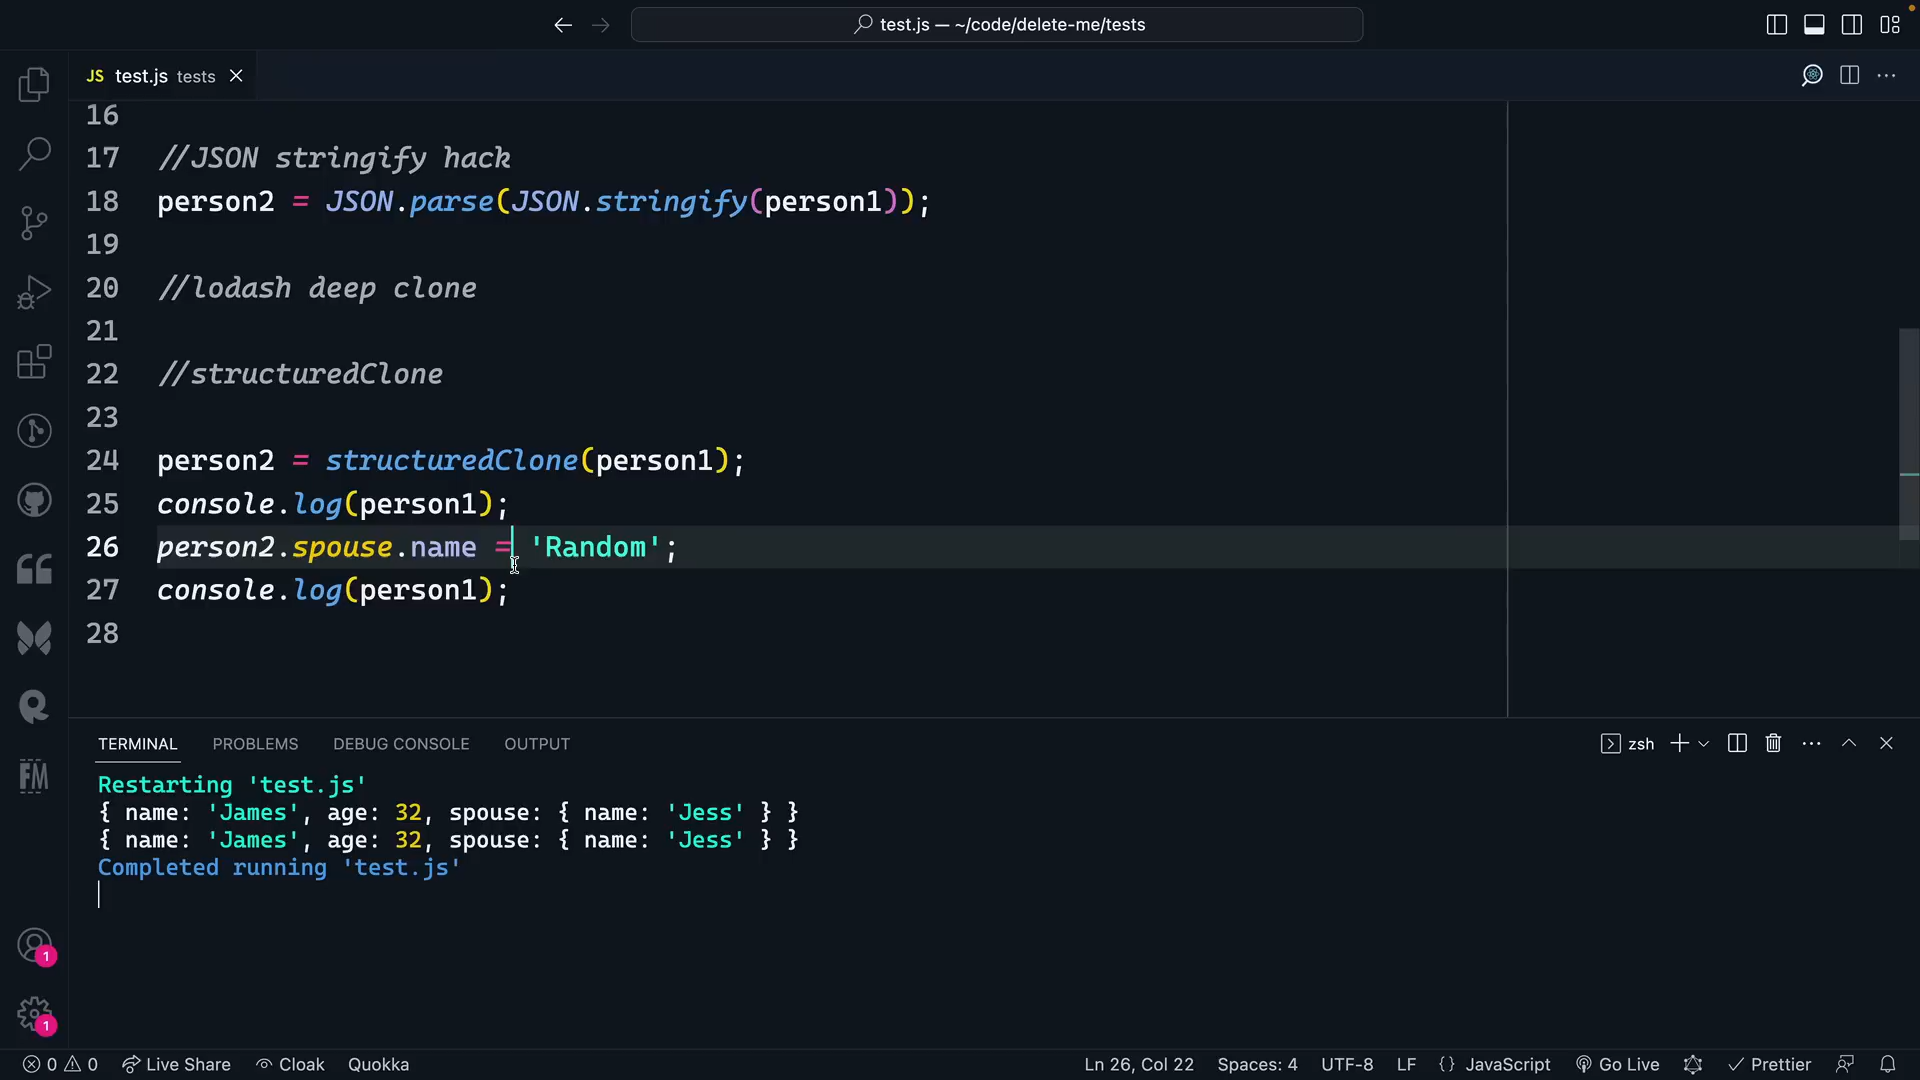 test.js — ~/code/delete-me/tests
JS test.js tests
16
17 //JSON stringify hack
18 person2 = JSON.parse(JSON.stringify(person1));
19
20 //lodash deep clone
21
22 //structuredClone
23
24 person2 = structuredClone(person1);
25 console.log(person1);
26 person2.spouse.name = 'Random';
27 console.log(person1);
28
TERMINAL PROBLEMS DEBUG CONSOLE OUTPUT zsh
Restarting 'test.js'
{ name: 'James', age: 32, spouse: { name: 'Jess' } }
{ name: 'James', age: 32, spouse: { name: 'Jess' } }
Completed running 'test.js'
FM
1
1
0 0 Live Share Cloak Quokka Ln 26, Col 22 Spaces: 4 UTF-8 LF {} JavaScript Go Live Prettier